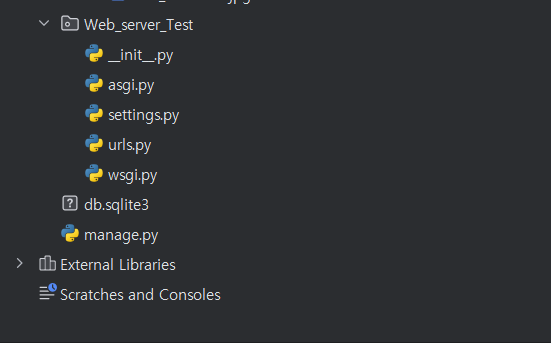 Web_server_Test
__init__.py
asgi.py
settings.py
urls.py
wsgi.py
db.sqlite3
manage.py
External Libraries
Scratches and Consoles